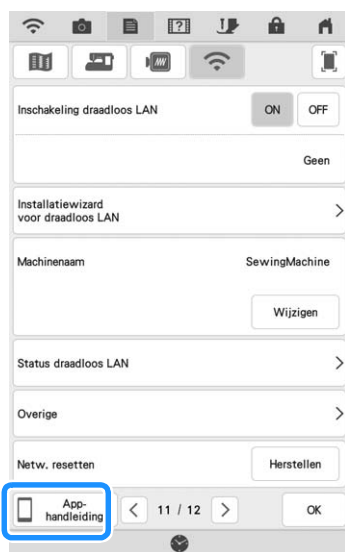 Inschakeling draadloos LAN
ON
OFF
Geen
Installatiewizard
voor draadloos LAN
Machinenaam
SewingMachine
Wijzigen
Status draadloos LAN
Overige
Netw. resetten
Herstellen
App-
handleiding
11 / 12
OK